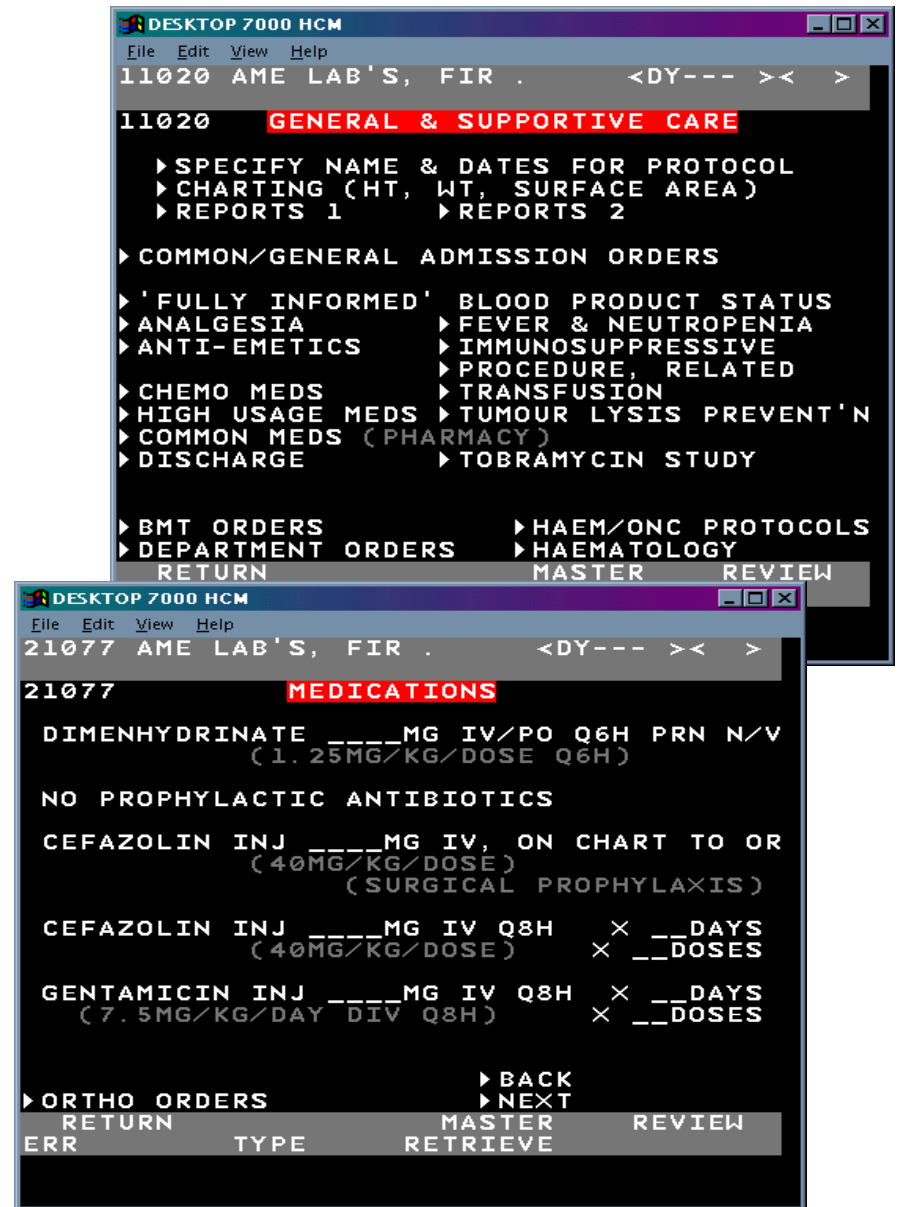 DESKTOP 7000 HCM
File Edit View Help
11020 AME LAB'S, FIR . <DY--- >< >
11020 GENERAL & SUPPORTIVE CARE
▶SPECIFY NAME & DATES FOR PROTOCOL
▶CHARTING (HT, WT, SURFACE AREA)
▶REPORTS 1 ▶REPORTS 2
▶COMMON/GENERAL ADMISSION ORDERS
▶'FULLY INFORMED' BLOOD PRODUCT STATUS
▶ANALGESIA ▶FEVER & NEUTROPENIA
▶ANTI-EMETICS ▶IMMUNOSUPPRESSIVE
▶PROCEDURE, RELATED
▶CHEMO MEDS ▶TRANSFUSION
▶HIGH USAGE MEDS ▶TUMOUR LYSIS PREVENT'N
▶COMMON MEDS (PHARMACY)
▶DISCHARGE ▶TOBRAMYCIN STUDY
▶BMT ORDERS ▶HAEM/ONC PROTOCOLS
▶DEPARTMENT ORDERS ▶HAEMATOLOGY
RETURN MASTER REVIEW
DESKTOP 7000 HCM
File Edit View Help
21077 AME LAB'S, FIR . <DY--- >< >
21077 MEDICATIONS
DIMENHYDRINATE ____MG IV/PO Q6H PRN N/V
(1.25MG/KG/DOSE Q6H)
NO PROPHYLACTIC ANTIBIOTICS
CEFAZOLIN INJ ____MG IV, ON CHART TO OR
(40MG/KG/DOSE)
(SURGICAL PROPHYLAXIS)
CEFAZOLIN INJ ____MG IV Q8H X __DAYS
(40MG/KG/DOSE) X __DOSES
GENTAMICIN INJ ____MG IV Q8H X __DAYS
(7.5MG/KG/DAY DIV Q8H) X __DOSES
▶BACK
▶ORTHO ORDERS ▶NEXT
RETURN MASTER REVIEW
ERR TYPE RETRIEVE